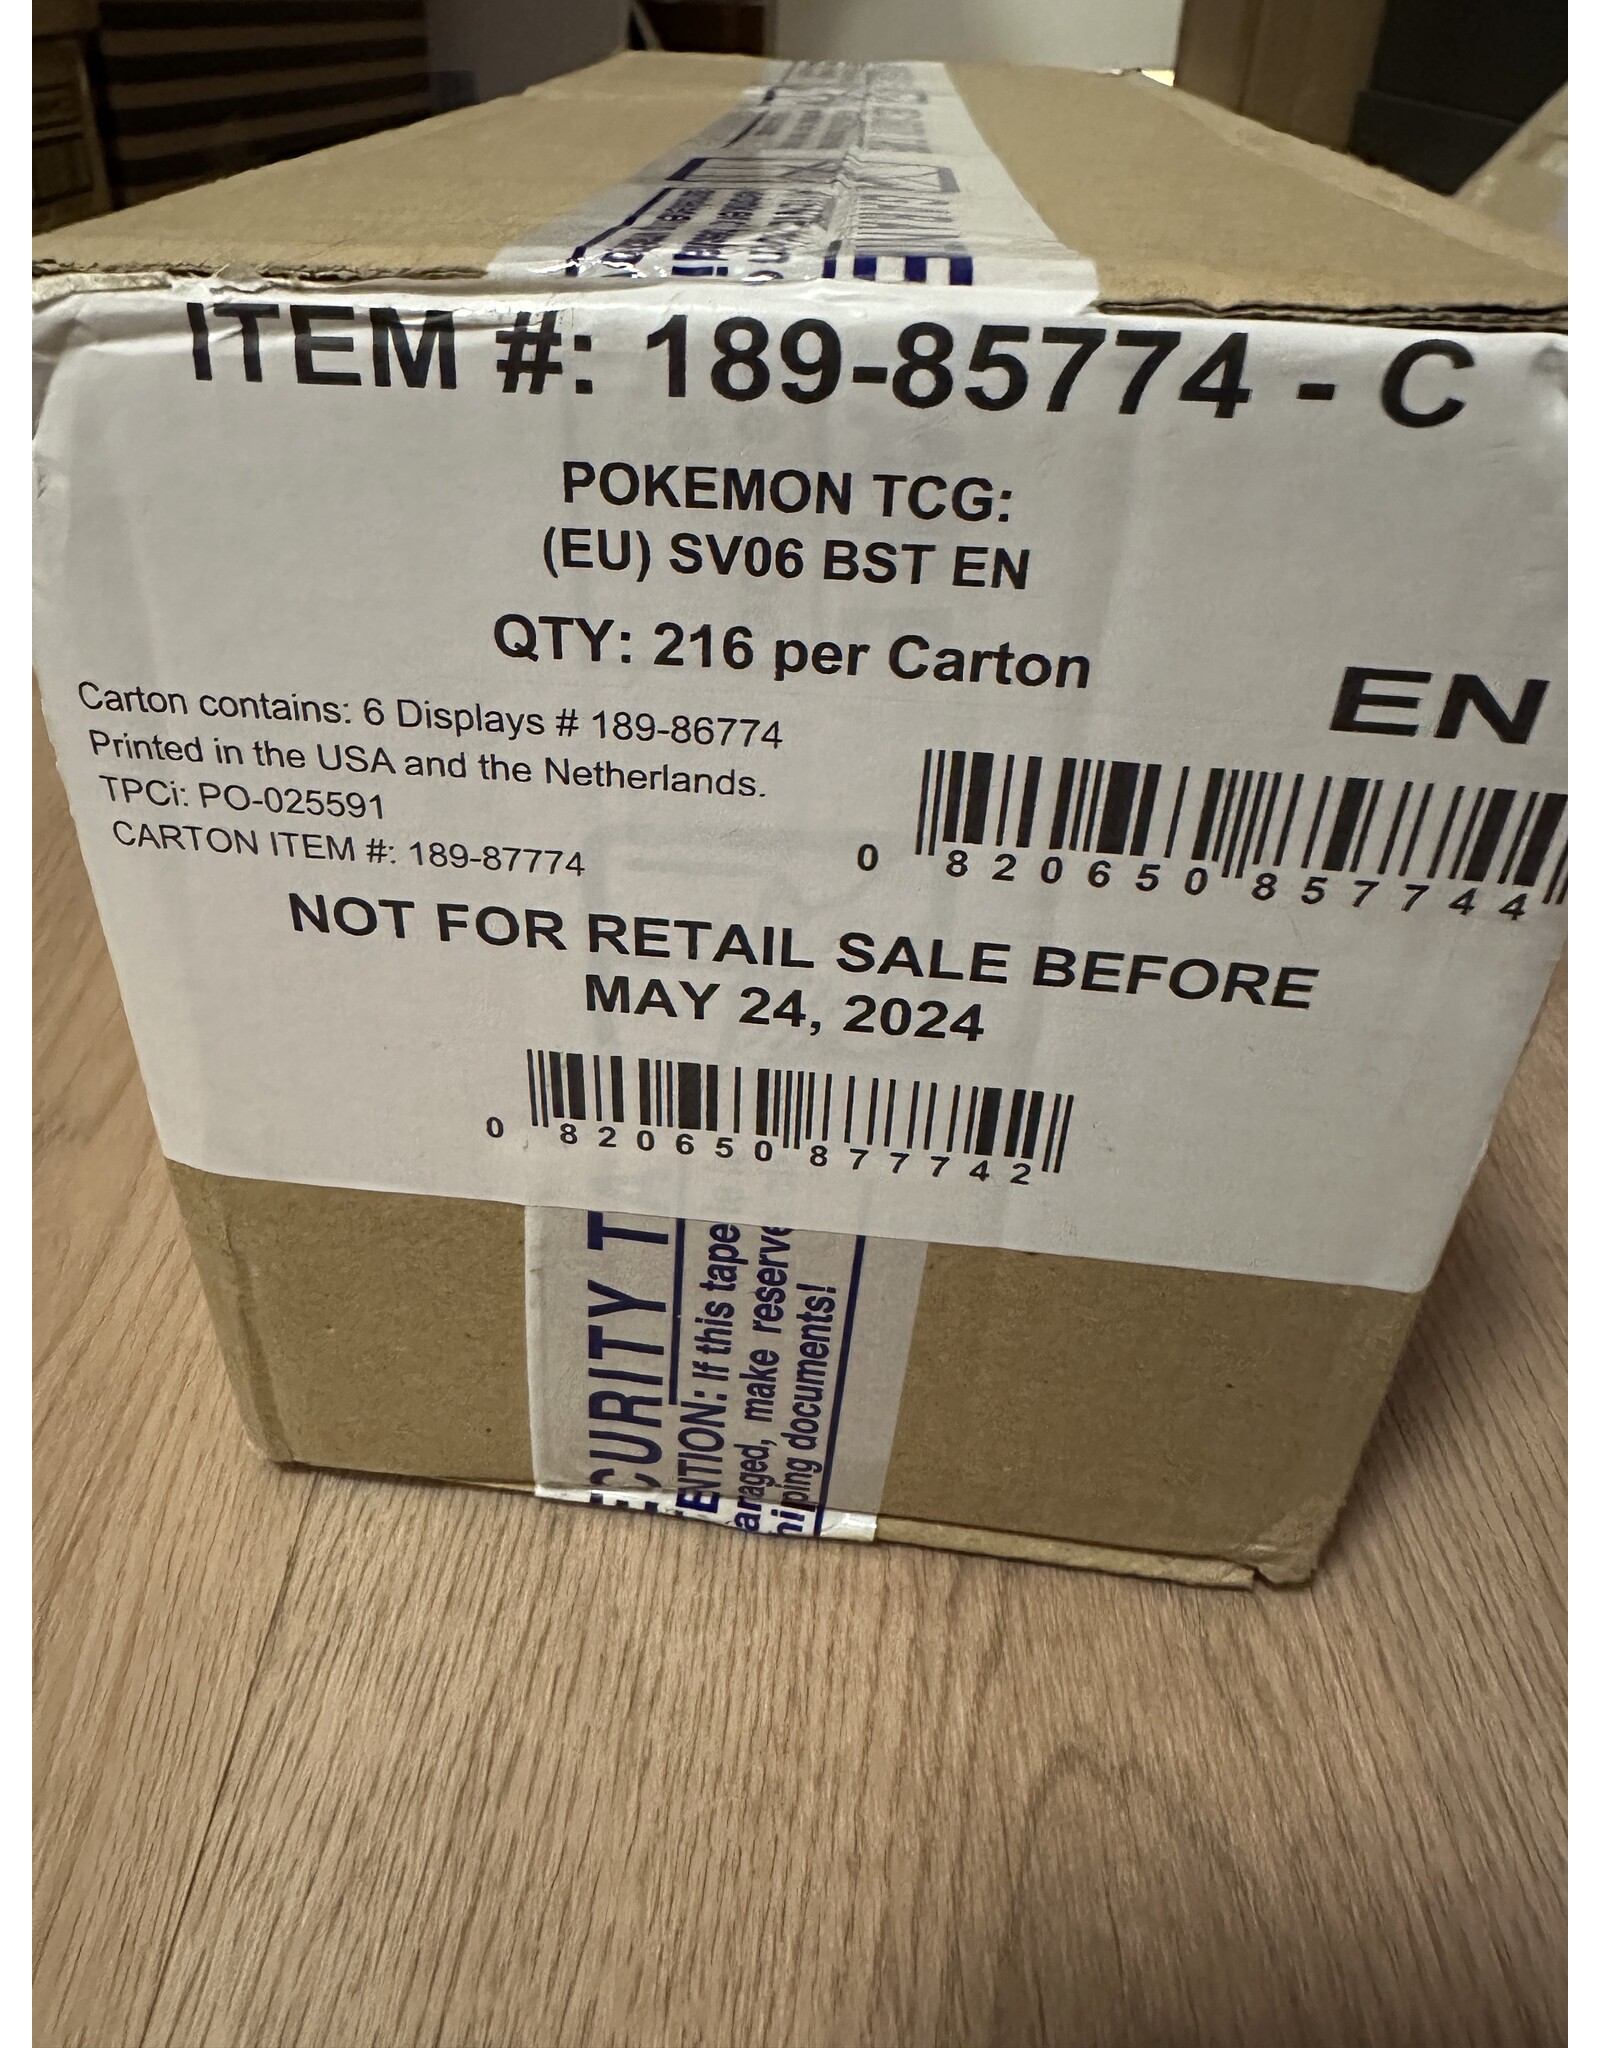 ITEM #: 189-85774 - C
POKEMON TCG:
(EU) SV06 BST EN
QTY: 216 per Carton
EN
Carton contains: 6 Displays # 189-86774
Printed in the USA and the Netherlands.
TPCi: PO-025591
CARTON ITEM #: 189-87774
0 820650 857744
NOT FOR RETAIL SALE BEFORE
MAY 24, 2024
0 820650 877742
CURITY T
ENTION: If this tape
araged, make reserve
ping documents!